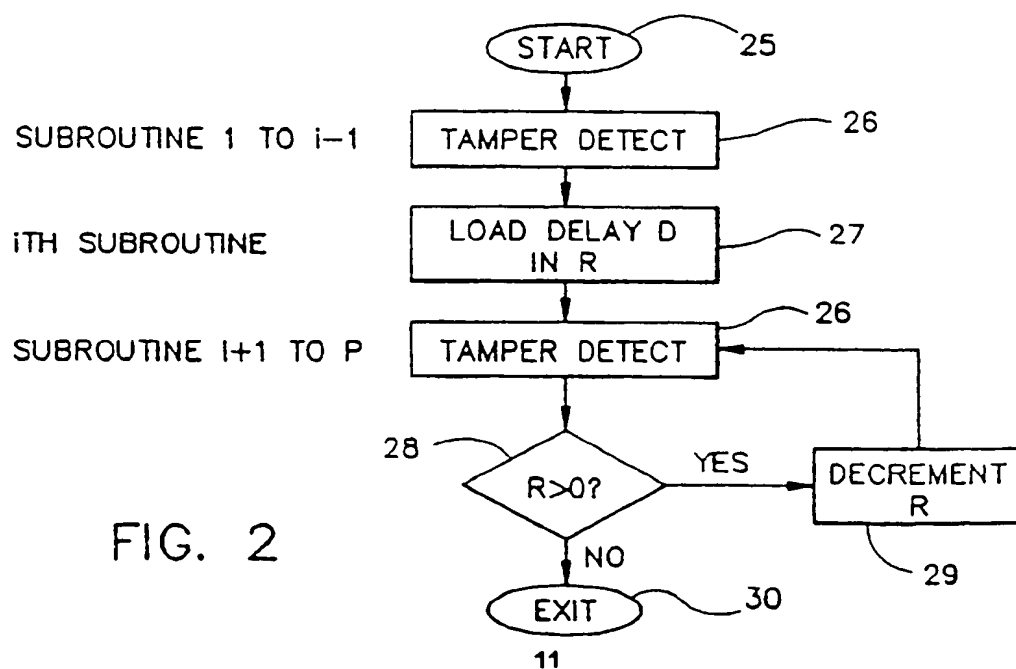 START
25
SUBROUTINE 1 TO i-1
TAMPER DETECT
26
iTH SUBROUTINE
LOAD DELAY D
IN R
27
26
SUBROUTINE I+1 TO P
TAMPER DETECT
28
R>0?
YES
DECREMENT
R
29
FIG. 2
NO
EXIT
30
11